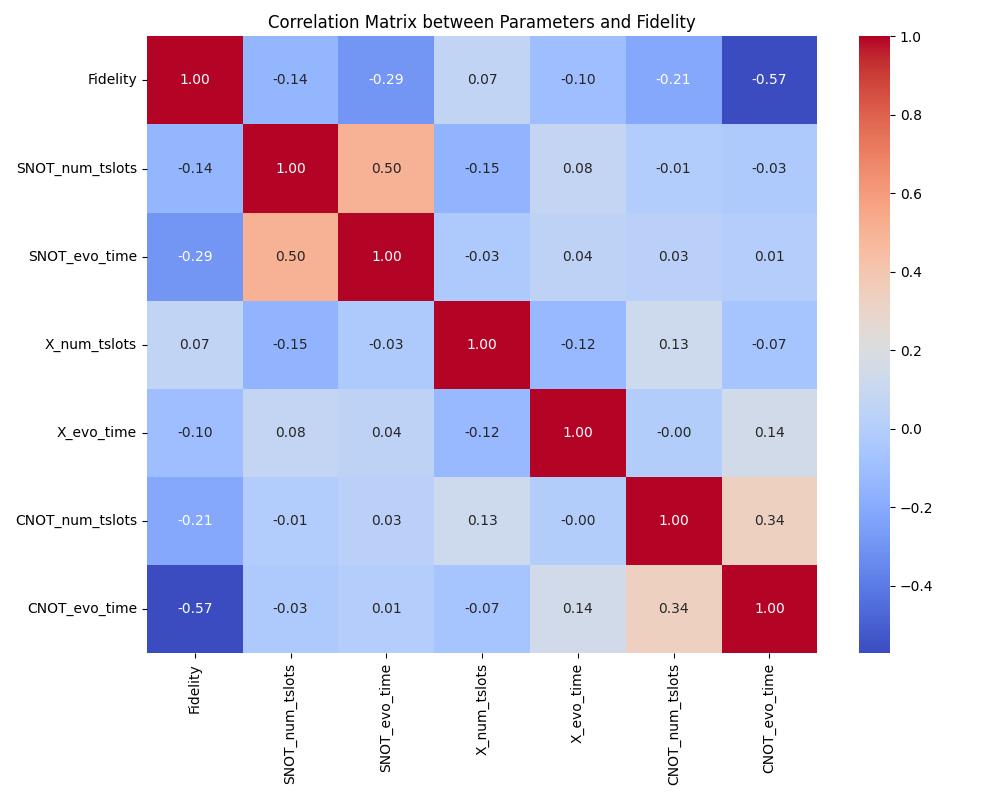 Correlation Matrix between Parameters and Fidelity
Fidelity 1.00 -0.14 -0.29 0.07 -0.10 -0.21 -0.57
SNOT_num_tslots -0.14 1.00 0.50 -0.15 0.08 -0.01 -0.03
SNOT_evo_time -0.29 0.50 1.00 -0.03 0.04 0.03 0.01
X_num_tslots 0.07 -0.15 -0.03 1.00 -0.12 0.13 -0.07
X_evo_time -0.10 0.08 0.04 -0.12 1.00 -0.00 0.14
CNOT_num_tslots -0.21 -0.01 0.03 0.13 -0.00 1.00 0.34
CNOT_evo_time -0.57 -0.03 0.01 -0.07 0.14 0.34 1.00
Fidelity
SNOT_num_tslots
SNOT_evo_time
X_num_tslots
X_evo_time
CNOT_num_tslots
CNOT_evo_time
1.0
0.8
0.6
0.4
0.2
0.0
−0.2
−0.4